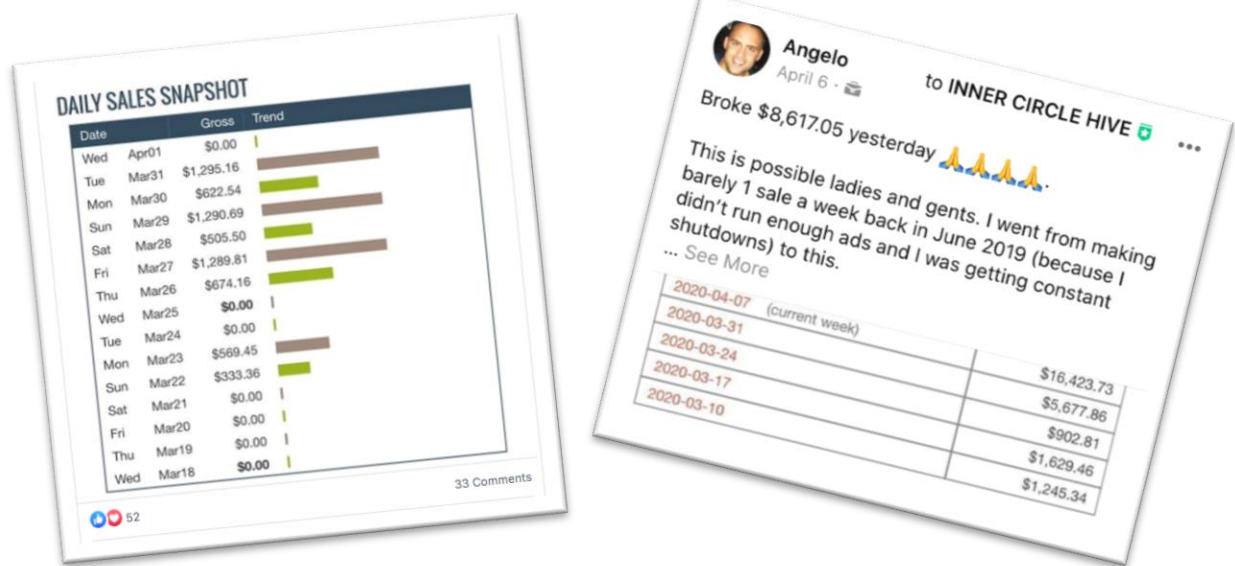 DAILY SALES SNAPSHOT
Date Gross Trend
Wed Apr01 $0.00
Tue Mar31 $1,295.16
Mon Mar30 $622.54
Sun Mar29 $1,290.69
Sat Mar28 $505.50
Fri Mar27 $1,289.81
Thu Mar26 $674.16
Wed Mar25 $0.00
Tue Mar24 $0.00
Mon Mar23 $569.45
Sun Mar22 $333.36
Sat Mar21 $0.00
Fri Mar20 $0.00
Thu Mar19 $0.00
Wed Mar18 $0.00
52
33 Comments
Angelo to INNER CIRCLE HIVE
April 6 ·
Broke $8,617.05 yesterday 🙏🙏🙏🙏.
This is possible ladies and gents. I went from making
barely 1 sale a week back in June 2019 (because I
didn't run enough ads and I was getting constant
shutdowns) to this.
... See More
2020-04-07 (current week) $16,423.73
2020-03-31 $5,677.86
2020-03-24 $902.81
2020-03-17 $1,629.46
2020-03-10 $1,245.34